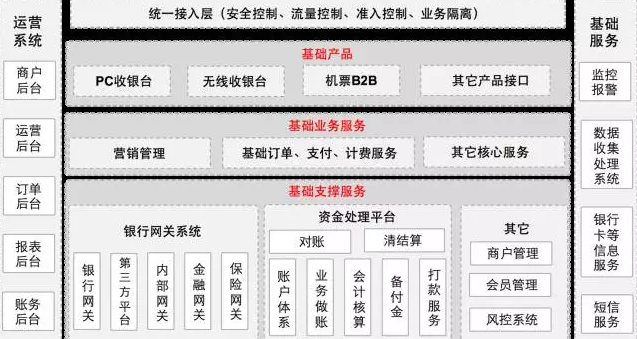 运营
系统
商户
后台
运营
后台
订单
后台
报表
后台
账务
后台
统一接入层（安全控制、流量控制、准入控制、业务隔离）
基础产品
PC收银台
无线收银台
机票B2B
其它产品接口
基础业务服务
营销管理
基础订单、支付、计费服务
其它核心服务
基础支撑服务
银行网关系统
银行网关
第三方平台
内部网关
金融网关
保险网关
资金处理平台
对账
清结算
账户体系
业务做账
会计核算
备付金
打款服务
其它
商户管理
会员管理
风控系统
基础
服务
监控
报警
数据
收集
处理
系统
银行
卡等
信息
服务
短信
服务